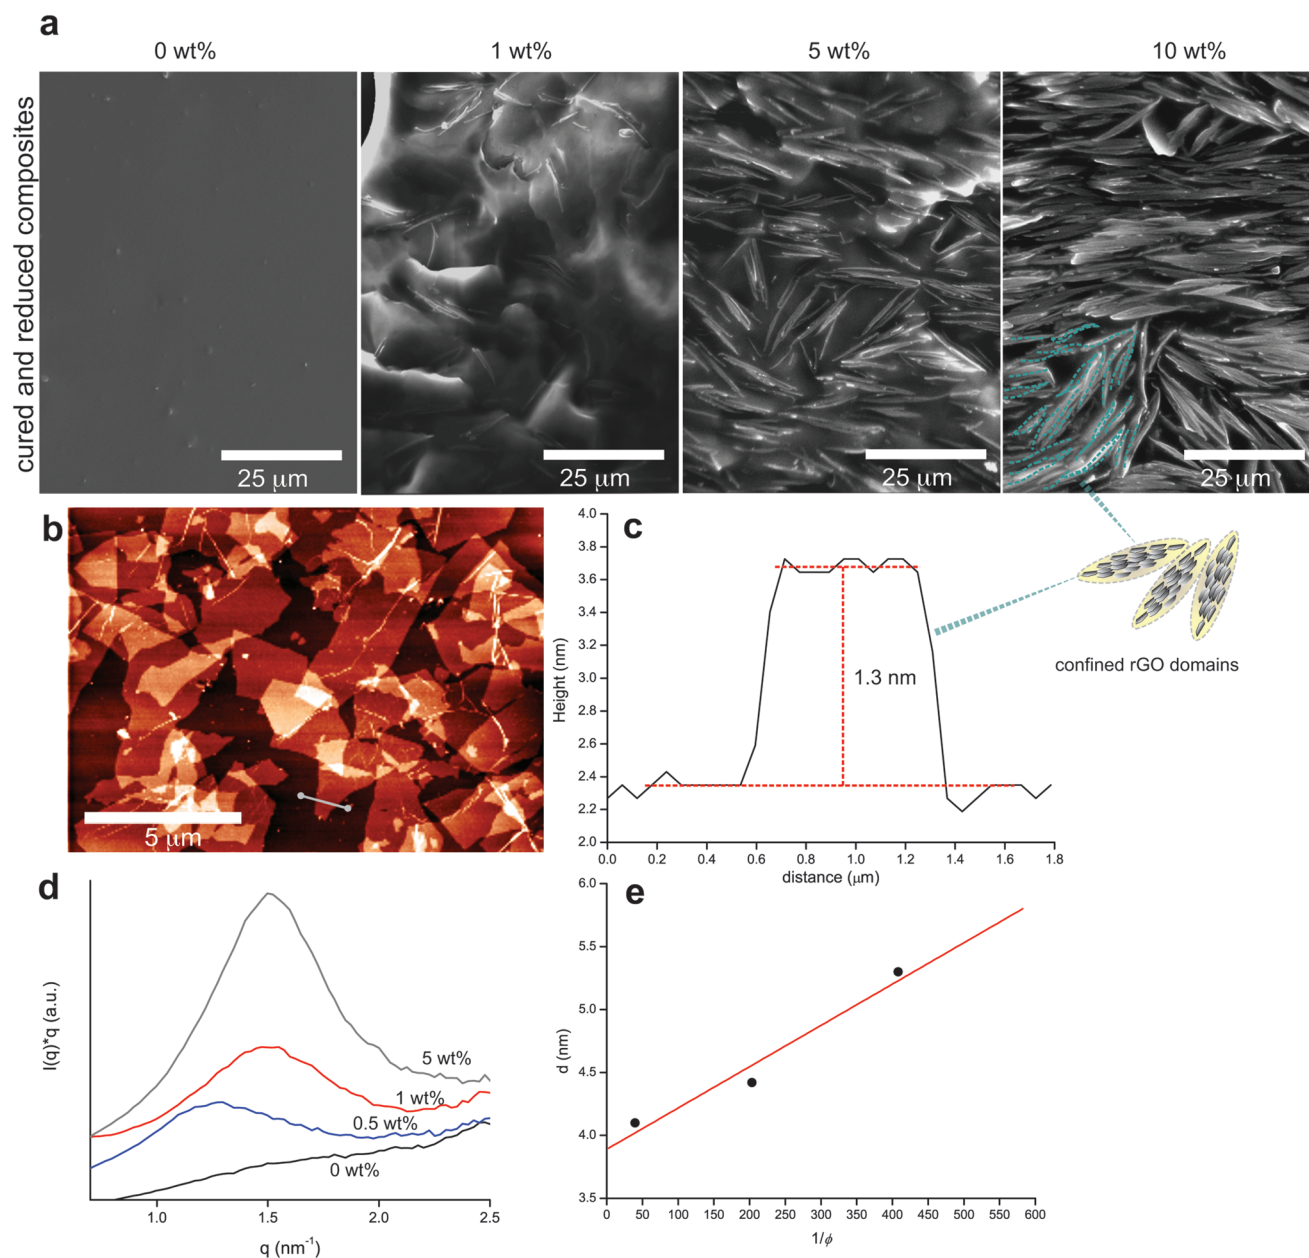 a
0 wt%
1 wt%
5 wt%
10 wt%
cured and reduced composites
25 μm
25 μm
25 μm
25 μm
b
5 μm
c
4.0
3.8
3.6
3.4
3.2
3.0
2.8
2.6
2.4
2.2
2.0
Height (nm)
1.3 nm
0.0 0.2 0.4 0.6 0.8 1.0 1.2 1.4 1.6 1.8
distance (μm)
confined rGO domains
d
I(q)*q (a.u.)
5 wt%
1 wt%
0.5 wt%
0 wt%
1.0 1.5 2.0 2.5
q (nm⁻¹)
e
6.0
5.5
5.0
4.5
4.0
3.5
d (nm)
0 50 100 150 200 250 300 350 400 450 500 550 600
1/ϕ